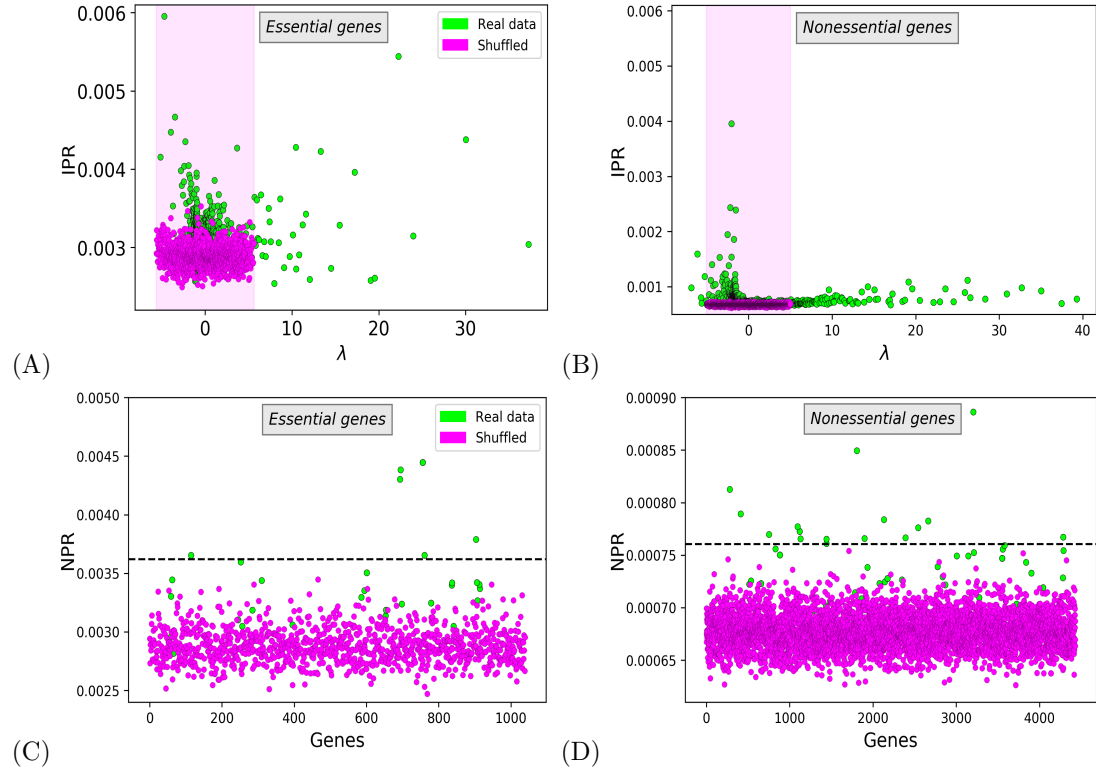 Essential genes
Real data
Shuffled
0.006
0.005
0.004
0.003
IPR
0
10
20
30
λ
(A)
Nonessential genes
0.006
0.005
0.004
0.003
0.002
0.001
IPR
0
10
20
30
40
λ
(B)
Essential genes
Real data
Shuffled
0.0050
0.0045
0.0040
0.0035
0.0030
0.0025
NPR
0
200
400
600
800
1000
Genes
(C)
Nonessential genes
0.00090
0.00085
0.00080
0.00075
0.00070
0.00065
NPR
0
1000
2000
3000
4000
Genes
(D)